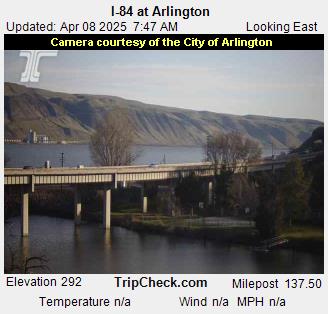 I-84 at Arlington
Updated: Apr 08 2025 7:47 AM Looking East
Camera courtesy of the City of Arlington
Elevation 292 TripCheck.com Milepost 137.50
Temperature n/a Wind n/a MPH n/a